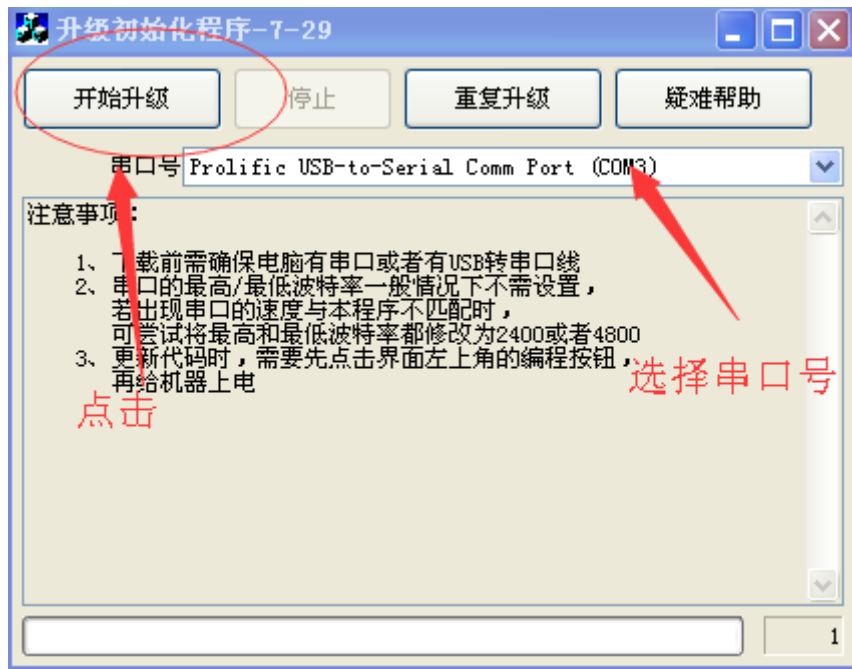 升级初始化程序-7-29
开始升级 停止 重复升级 疑难帮助
串口号 Prolific USB-to-Serial Comm Port (COM3)
注意事项:
1、下载前需确保电脑有串口或者有USB转串口线
2、串口的最高/最低波特率一般情况下不需设置,
若出现串口的速度与本程序不匹配时,
可尝试将最高和最低波特率都修改为2400或者4800
3、更新代码时,需要先点击界面左上角的编程按钮,
再给机器上电
选择串口号
点击
1